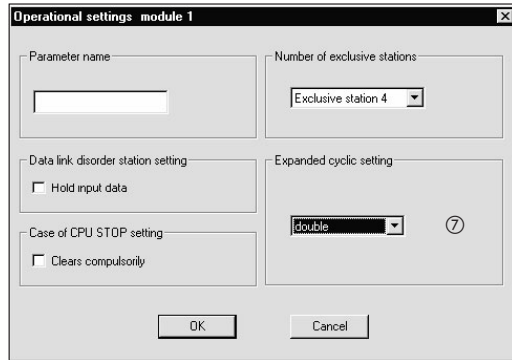 Operational settings module 1
Parameter name
Number of exclusive stations
Exclusive station 4
Data link disorder station setting
Hold input data
Expanded cyclic setting
double
⑦
Case of CPU STOP setting
Clears compulsorily
OK
Cancel